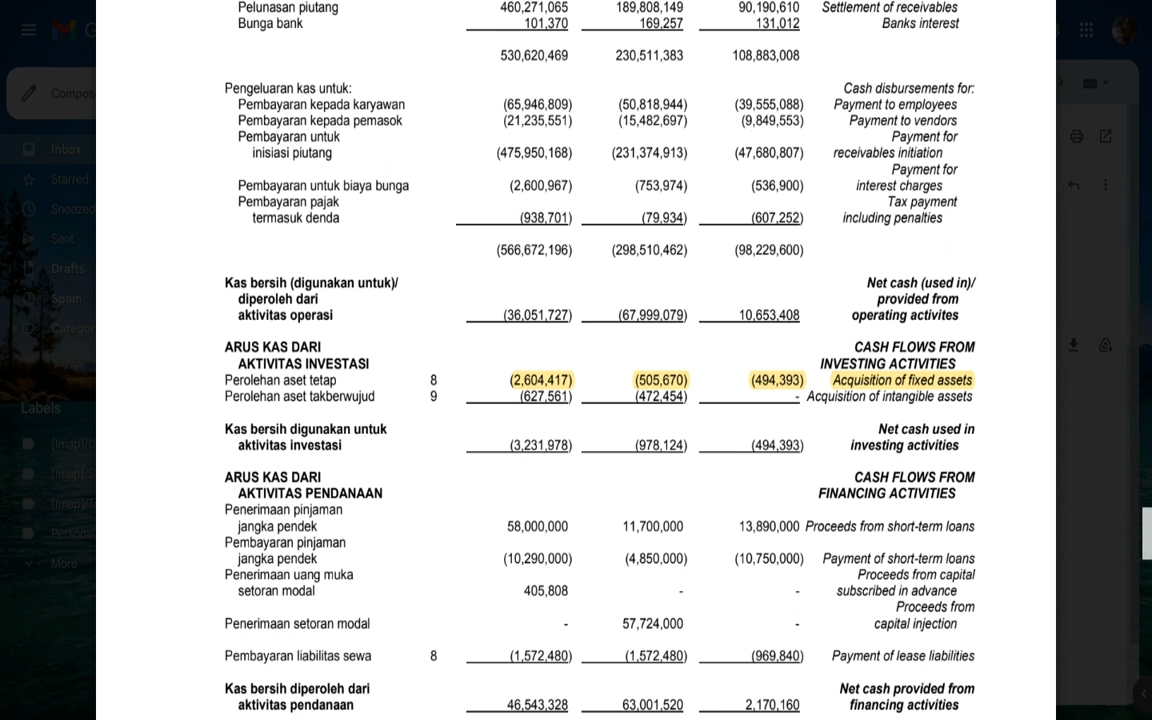 Pelunasan piutang 460,271,065 189,808,149 90,190,610 Settlement of receivables
Bunga bank 101,370 169,257 131,012 Banks interest
530,620,469 230,511,383 108,883,008
Pengeluaran kas untuk: Cash disbursements for:
Pembayaran kepada karyawan (65,946,809) (50,818,944) (39,555,088) Payment to employees
Pembayaran kepada pemasok (21,235,551) (15,482,697) (9,849,553) Payment to vendors
Pembayaran untuk Payment for
inisiasi piutang (475,950,168) (231,374,913) (47,680,807) receivables initiation
Payment for
Pembayaran untuk biaya bunga (2,600,967) (753,974) (536,900) interest charges
Pembayaran pajak Tax payment
termasuk denda (938,701) (79,934) (607,252) including penalties
(566,672,196) (298,510,462) (98,229,600)
Kas bersih (digunakan untuk)/ Net cash (used in)/
diperoleh dari provided from
aktivitas operasi (36,051,727) (67,999,079) 10,653,408 operating activites
ARUS KAS DARI CASH FLOWS FROM
AKTIVITAS INVESTASI INVESTING ACTIVITIES
Perolehan aset tetap 8 (2,604,417) (505,670) (494,393) Acquisition of fixed assets
Perolehan aset takberwujud 9 (627,561) (472,454) - Acquisition of intangible assets
Kas bersih digunakan untuk Net cash used in
aktivitas investasi (3,231,978) (978,124) (494,393) investing activities
ARUS KAS DARI CASH FLOWS FROM
AKTIVITAS PENDANAAN FINANCING ACTIVITIES
Penerimaan pinjaman
jangka pendek 58,000,000 11,700,000 13,890,000 Proceeds from short-term loans
Pembayaran pinjaman
jangka pendek (10,290,000) (4,850,000) (10,750,000) Payment of short-term loans
Penerimaan uang muka Proceeds from capital
setoran modal 405,808 - - subscribed in advance
Proceeds from
Penerimaan setoran modal - 57,724,000 - capital injection
Pembayaran liabilitas sewa 8 (1,572,480) (1,572,480) (969,840) Payment of lease liabilities
Kas bersih diperoleh dari Net cash provided from
aktivitas pendanaan 46,543,328 63,001,520 2,170,160 financing activities
Compos
Inbox
Starred
Snoozed
Sent
Drafts
Spam
Categor
More
Labels
[Imap]/D
[Imap]/S
[Imap]/T
Personal
More